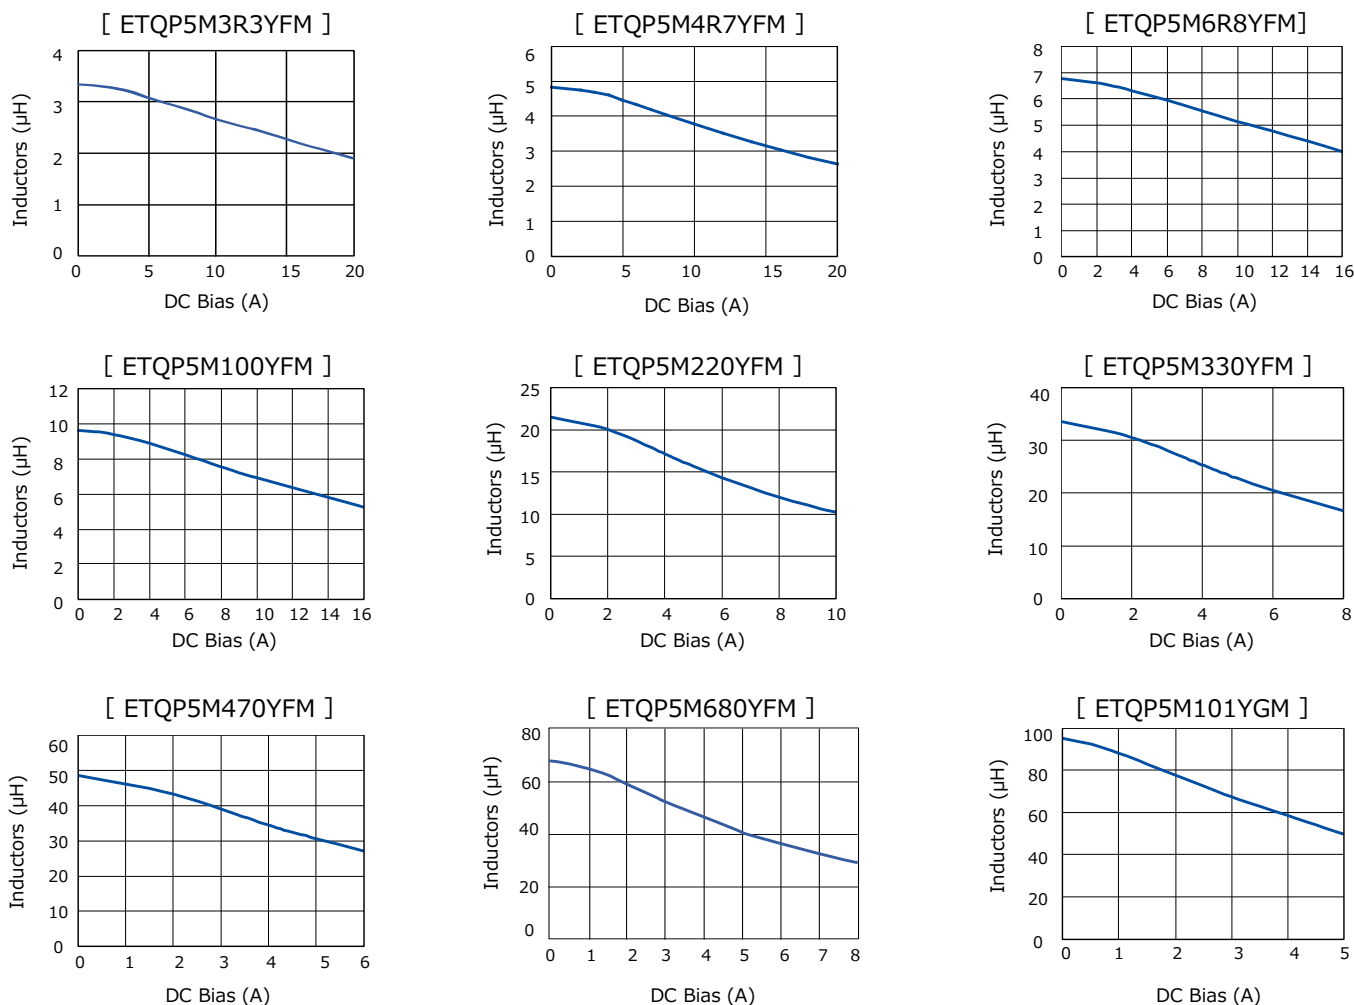 [ ETQP5M3R3YFM ]
4
3
2
1
0
Inductors (μH)
0 5 10 15 20
DC Bias (A)
[ ETQP5M4R7YFM ]
6
5
4
3
2
1
0
Inductors (μH)
0 5 10 15 20
DC Bias (A)
[ ETQP5M6R8YFM]
8
7
6
5
4
3
2
1
0
Inductors (μH)
0 2 4 6 8 10 12 14 16
DC Bias (A)
[ ETQP5M100YFM ]
12
10
8
6
4
2
0
Inductors (μH)
0 2 4 6 8 10 12 14 16
DC Bias (A)
[ ETQP5M220YFM ]
25
20
15
10
5
0
Inductors (μH)
0 2 4 6 8 10
DC Bias (A)
[ ETQP5M330YFM ]
40
30
20
10
0
Inductors (μH)
0 2 4 6 8
DC Bias (A)
[ ETQP5M470YFM ]
60
50
40
30
20
10
0
Inductors (μH)
0 1 2 3 4 5 6
DC Bias (A)
[ ETQP5M680YFM ]
80
60
40
20
0
Inductors (μH)
0 1 2 3 4 5 6 7 8
DC Bias (A)
[ ETQP5M101YGM ]
100
80
60
40
20
0
Inductors (μH)
0 1 2 3 4 5
DC Bias (A)